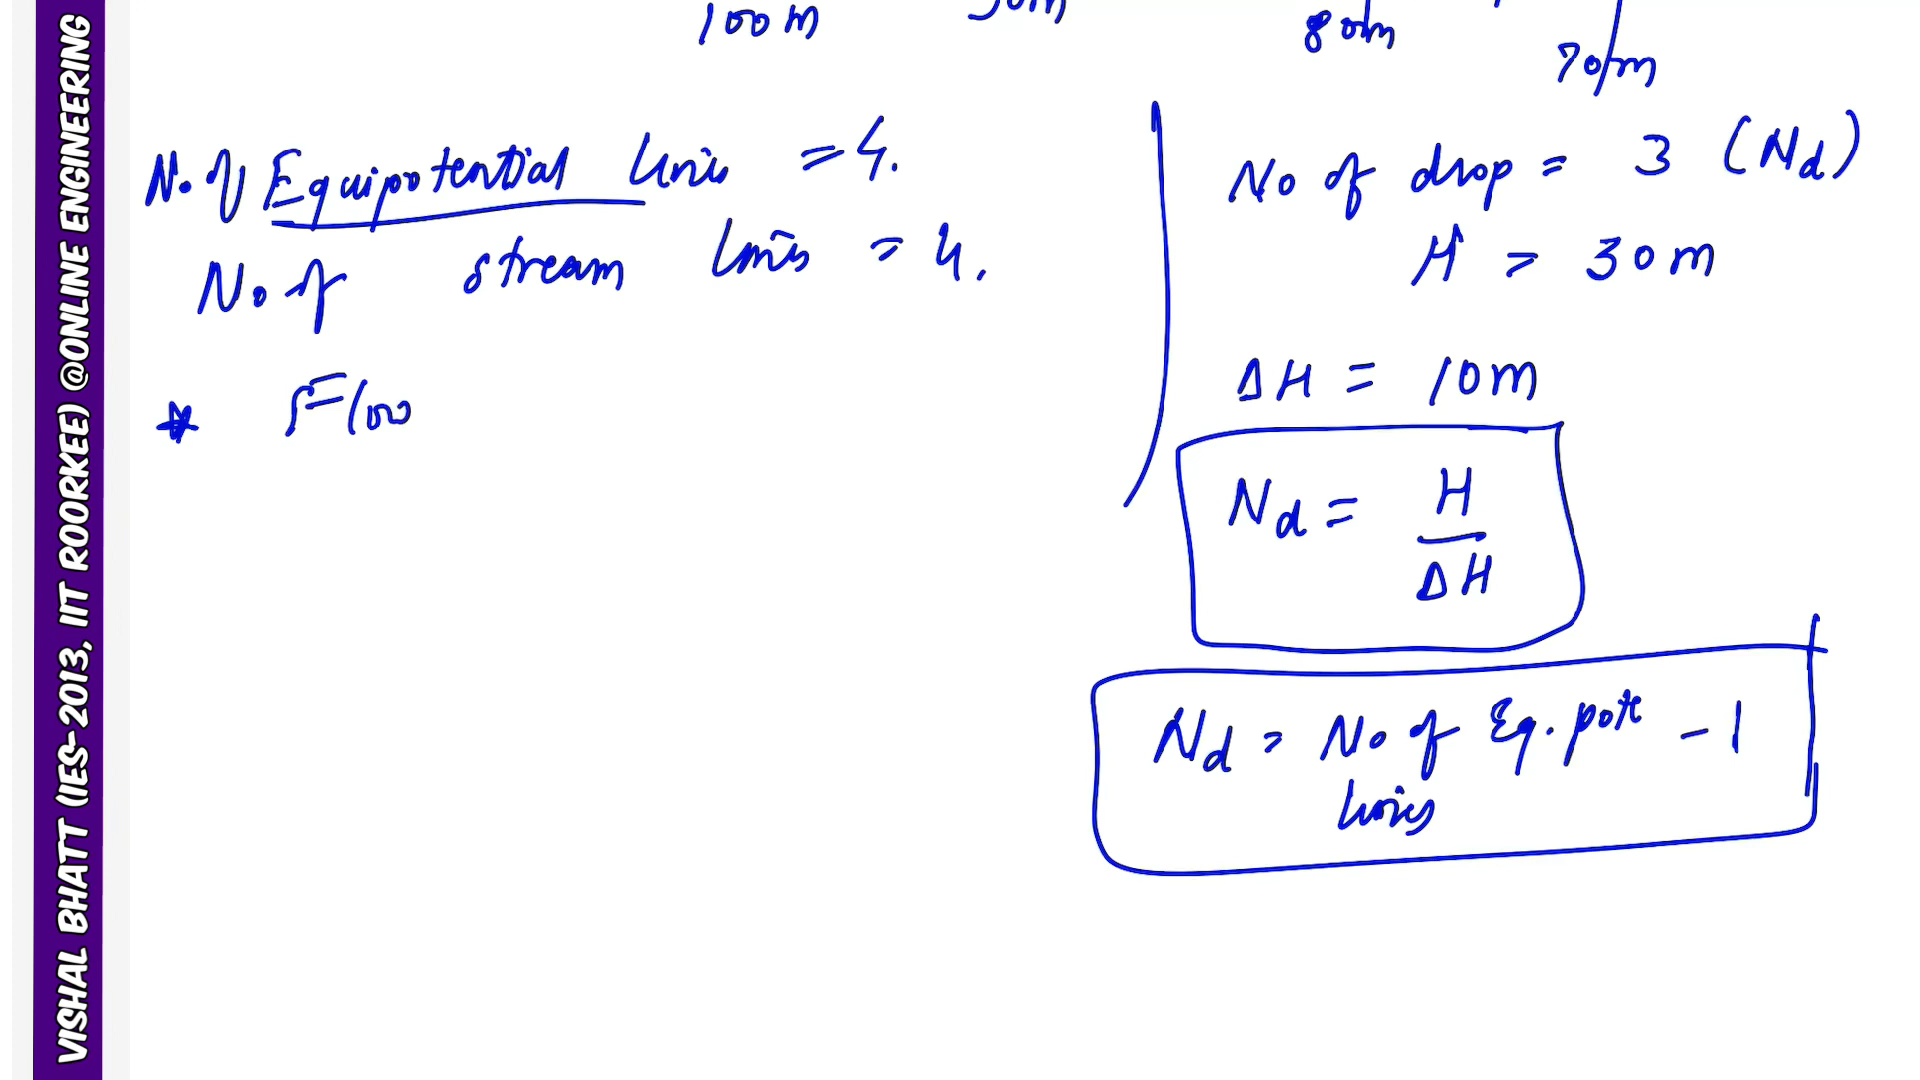 VISHAL BHATT (IES-2013, IIT ROORKEE) @ONLINE ENGINEERING
100m
80m
70m
No. of Equipotential lines = 4.
No of stream lines = 4.
* Flow
No of drop = 3 (Nd)
H = 30m
ΔH = 10m
Nd = H
ΔH
Nd = No of Eq. pote - 1
lines